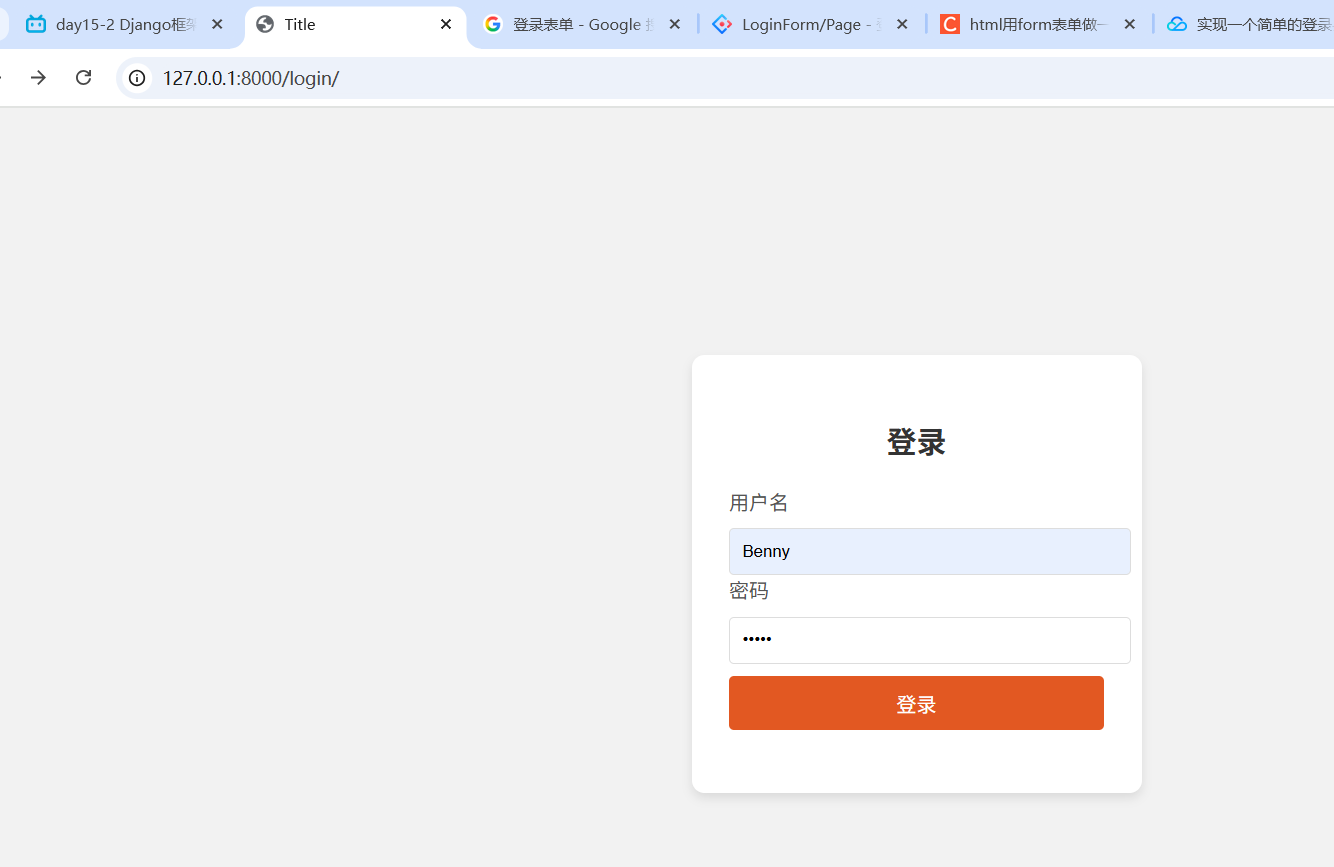 day15-2 Django框架
Title
登录表单 - Google
LoginForm/Page -
html用form表单做一
实现一个简单的登录
127.0.0.1:8000/login/
登录
用户名
Benny
密码
•••••
登录